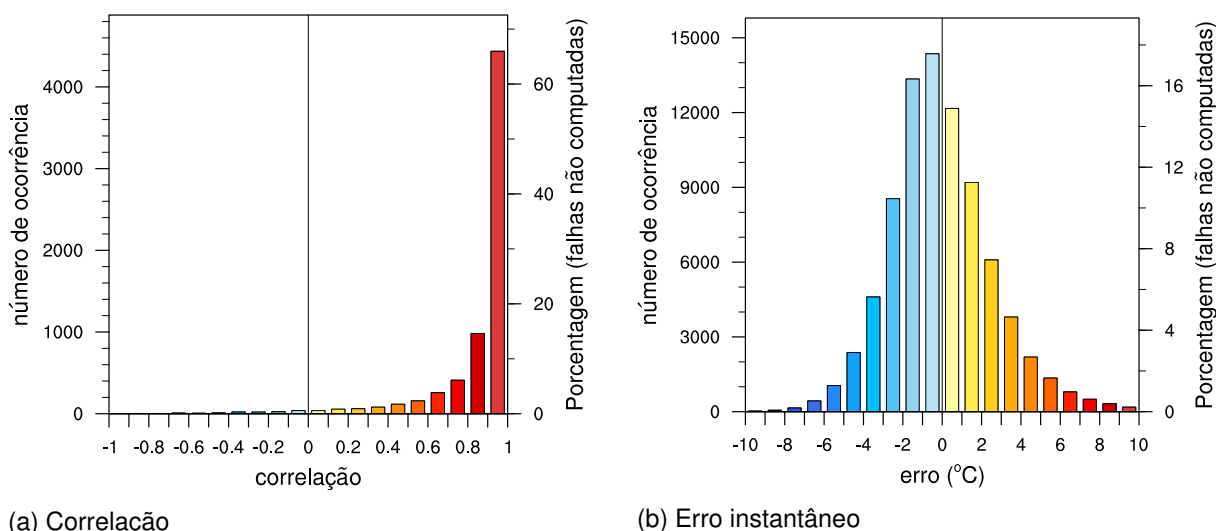 número de ocorrência
4000
3000
2000
1000
0
60
40
20
0
Porcentagem (falhas não computadas)
-1 -0.8 -0.6 -0.4 -0.2 0 0.2 0.4 0.6 0.8 1
correlação
(a) Correlação
número de ocorrência
15000
12000
9000
6000
3000
0
16
12
8
4
0
Porcentagem (falhas não computadas)
-10 -8 -6 -4 -2 0 2 4 6 8 10
erro (°C)
(b) Erro instantâneo